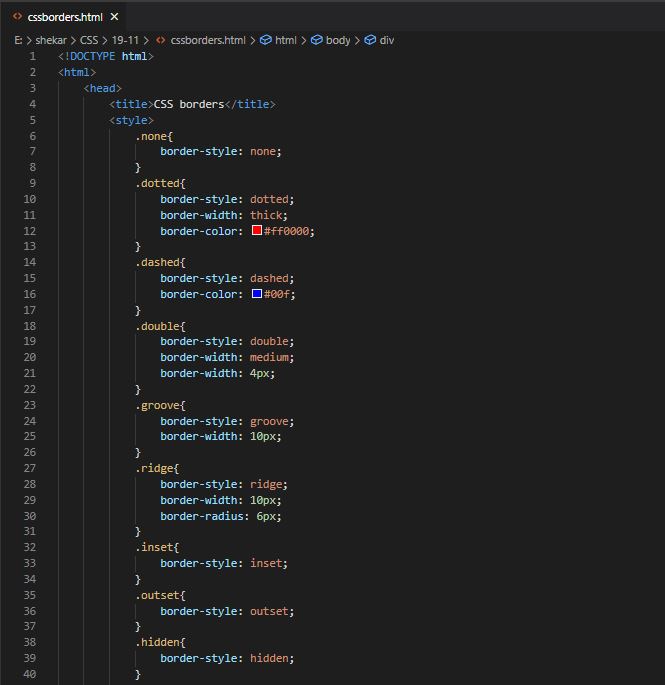 cssborders.html ×
E: > shekar > CSS > 19-11 > cssborders.html > html > body > div
1 <!DOCTYPE html>
2 <html>
3 <head>
4 <title>CSS borders</title>
5 <style>
6 .none{
7 border-style: none;
8 }
9 .dotted{
10 border-style: dotted;
11 border-width: thick;
12 border-color: #ff0000;
13 }
14 .dashed{
15 border-style: dashed;
16 border-color: #00f;
17 }
18 .double{
19 border-style: double;
20 border-width: medium;
21 border-width: 4px;
22 }
23 .groove{
24 border-style: groove;
25 border-width: 10px;
26 }
27 .ridge{
28 border-style: ridge;
29 border-width: 10px;
30 border-radius: 6px;
31 }
32 .inset{
33 border-style: inset;
34 }
35 .outset{
36 border-style: outset;
37 }
38 .hidden{
39 border-style: hidden;
40 }